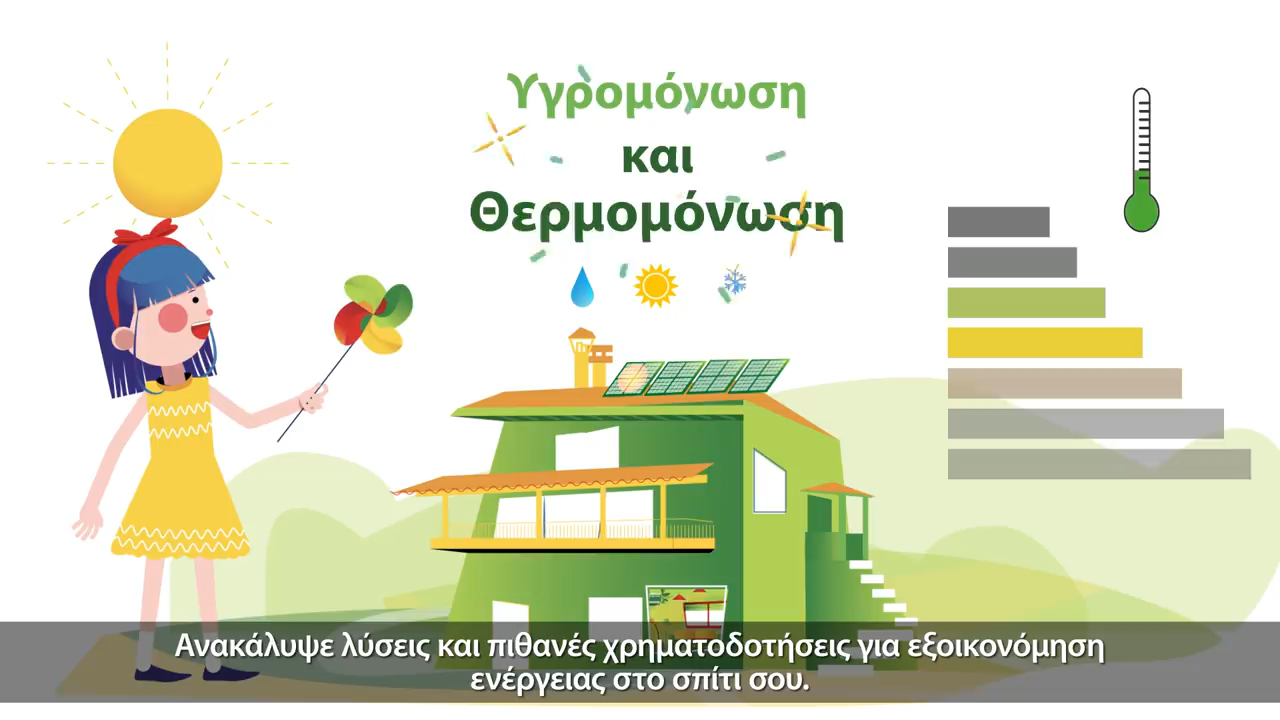 Υγρομόνωση
και
Θερμομόνωση
Ανακάλυψε λύσεις και πιθανές χρηματοδοτήσεις για εξοικονόμηση
ενέργειας στο σπίτι σου.